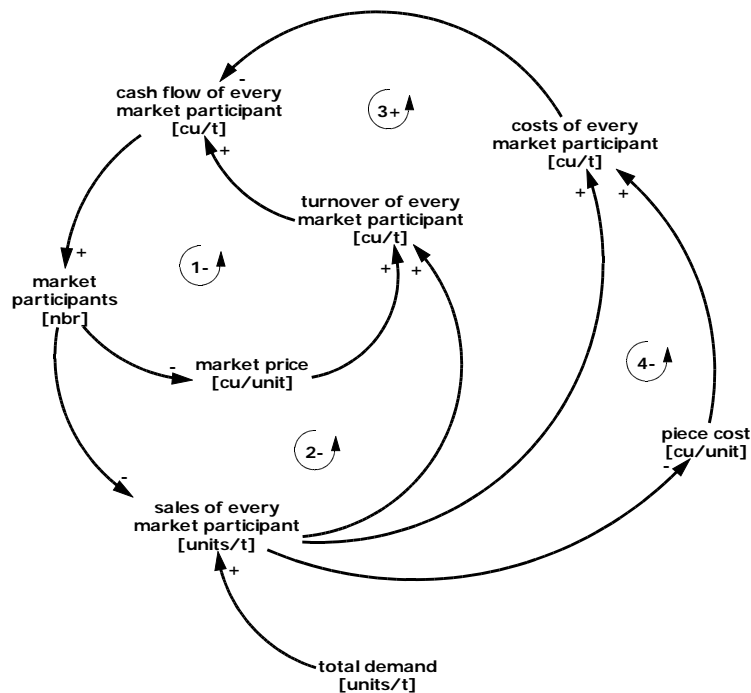 cash flow of every
market participant
[cu/t]
-
+
3+
costs of every
market participant
[cu/t]
+
+
turnover of every
market participant
[cu/t]
+
+
1-
+
market
participants
[nbr]
-
market price
[cu/unit]
4-
2-
piece cost
[cu/unit]
-
-
sales of every
market participant
[units/t]
+
total demand
[units/t]